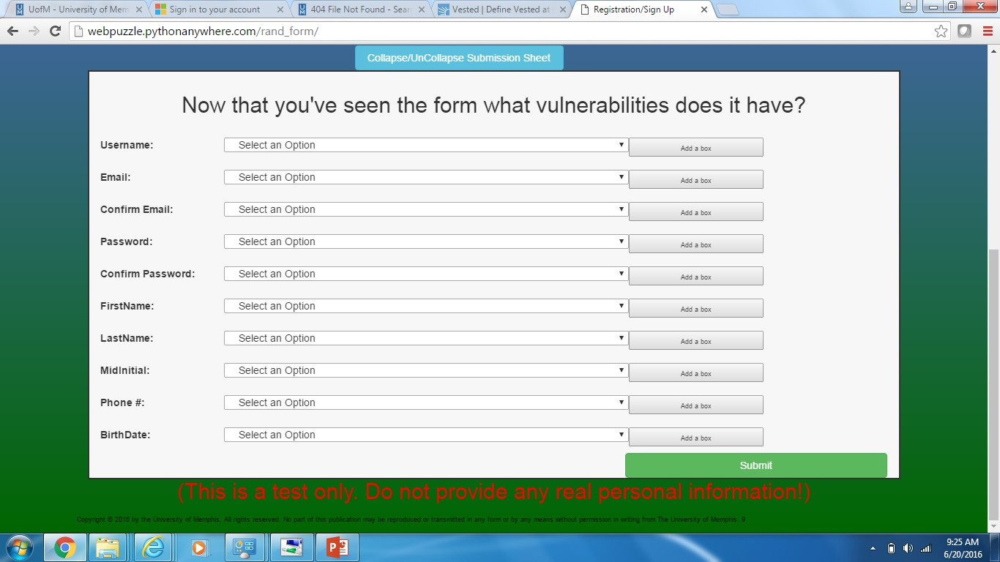 UofM - University of Mem
Sign in to your account
404 File Not Found - Sear
Vested | Define Vested at
Registration/Sign Up
webpuzzle.pythonanywhere.com/rand_form/
Collapse/UnCollapse Submission Sheet
Now that you've seen the form what vulnerabilities does it have?
Username: Select an Option Add a box
Email: Select an Option Add a box
Confirm Email: Select an Option Add a box
Password: Select an Option Add a box
Confirm Password: Select an Option Add a box
FirstName: Select an Option Add a box
LastName: Select an Option Add a box
MidInitial: Select an Option Add a box
Phone #: Select an Option Add a box
BirthDate: Select an Option Add a box
Submit
(This is a test only. Do not provide any real personal information!)
Copyright © 2016 by the University of Memphis. All rights reserved. No part of this publication may be reproduced or transmitted in any form or by any means without permission in writing from The University of Memphis. 9
9:25 AM
6/20/2016